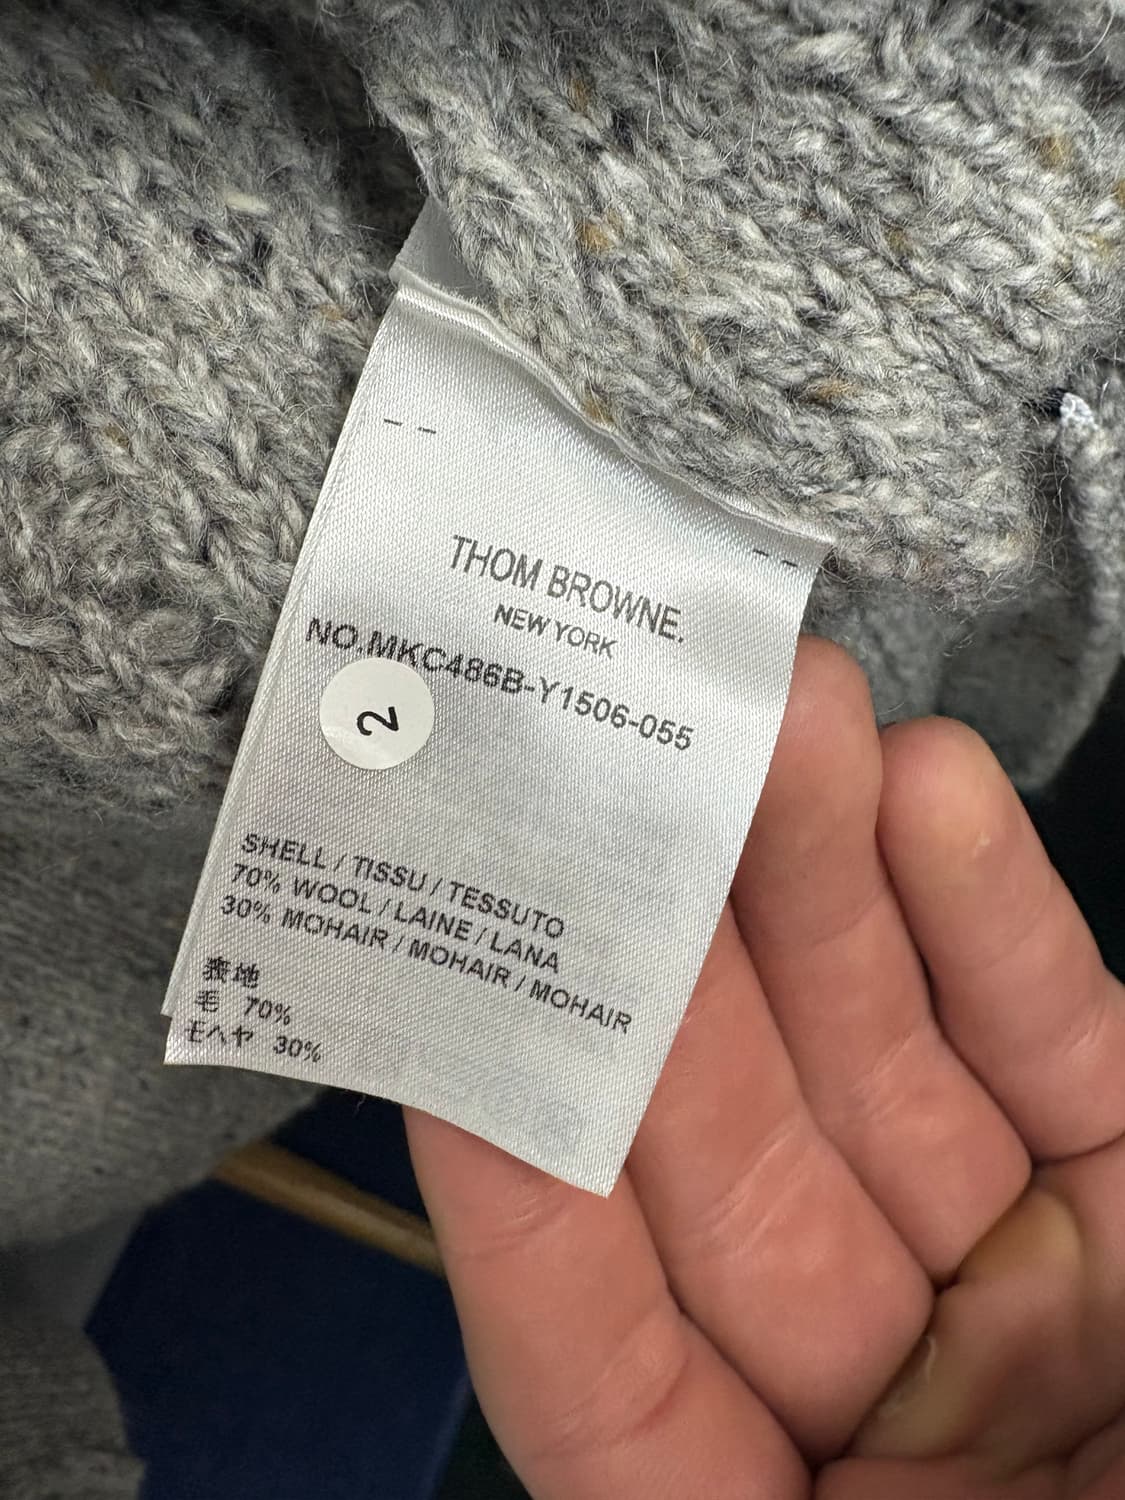 THOM BROWNE.
NEW YORK
NO.MKC486B-Y1506-055
2
SHELL / TISSU / TESSUTO
70% WOOL / LAINE / LANA
30% MOHAIR / MOHAIR / MOHAIR
表地
毛 70%
モヘヤ 30%